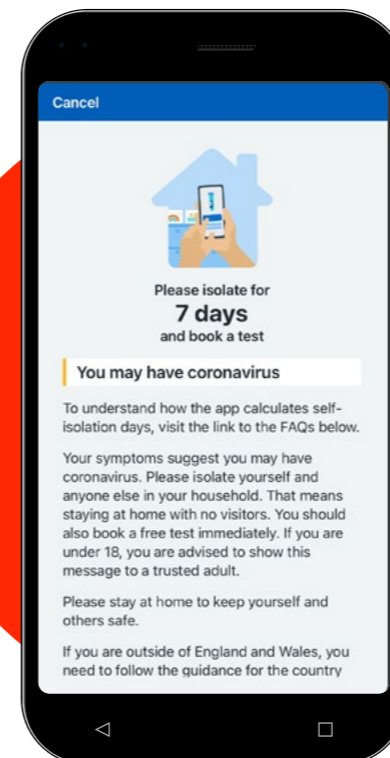 Cancel
Please isolate for
7 days
and book a test
You may have coronavirus
To understand how the app calculates self-
isolation days, visit the link to the FAQs below.
Your symptoms suggest you may have
coronavirus. Please isolate yourself and
anyone else in your household. That means
staying at home with no visitors. You should
also book a free test immediately. If you are
under 18, you are advised to show this
message to a trusted adult.
Please stay at home to keep yourself and
others safe.
If you are outside of England and Wales, you
need to follow the guidance for the country